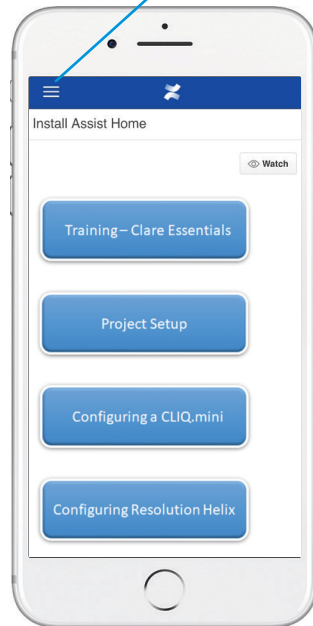 Install Assist Home
Watch
Training – Clare Essentials
Project Setup
Configuring a CLIQ.mini
Configuring Resolution Helix